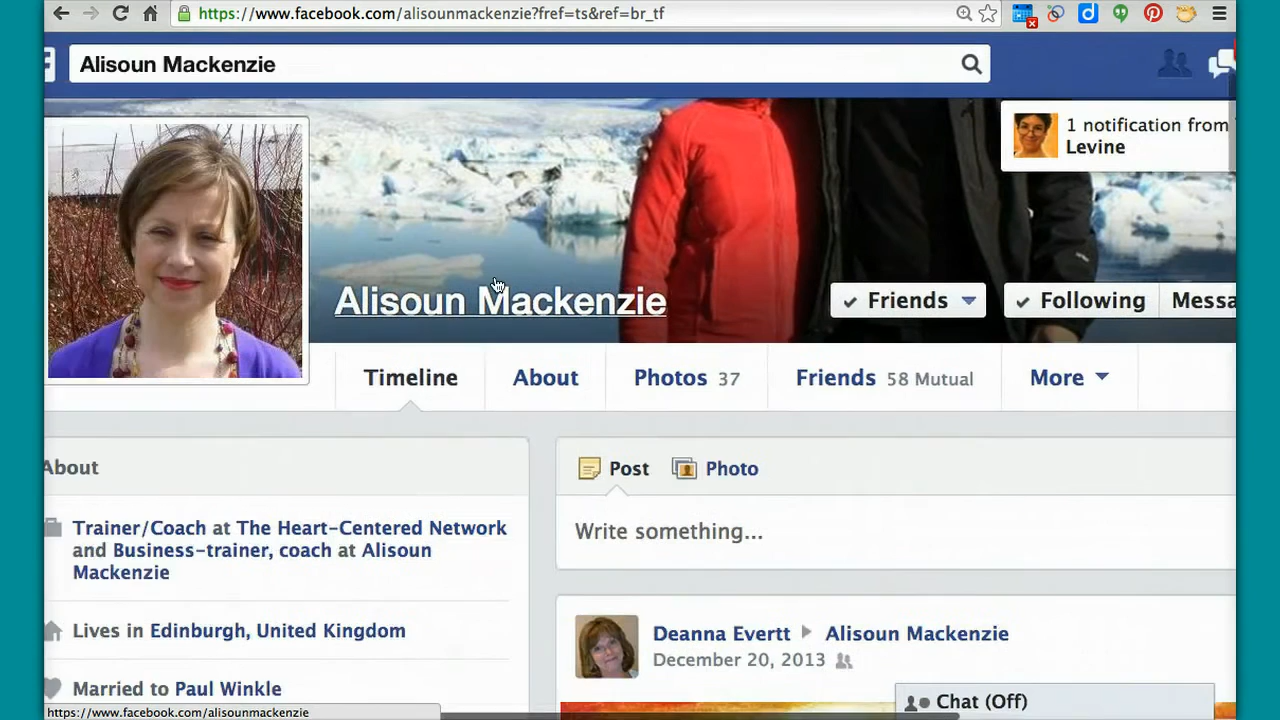 https://www.facebook.com/alisounmackenzie?fref=ts&ref=br_tf
Alisoun Mackenzie
1 notification from
Levine
Alisoun Mackenzie
Friends
Following
Messa
Timeline
About
Photos 37
Friends 58 Mutual
More
About
Post
Photo
Trainer/Coach at The Heart-Centered Network
and Business-trainer, coach at Alisoun
Mackenzie
Write something...
Lives in Edinburgh, United Kingdom
Deanna Evertt Alisoun Mackenzie
December 20, 2013
Married to Paul Winkle
Chat (Off)
https://www.facebook.com/alisounmackenzie